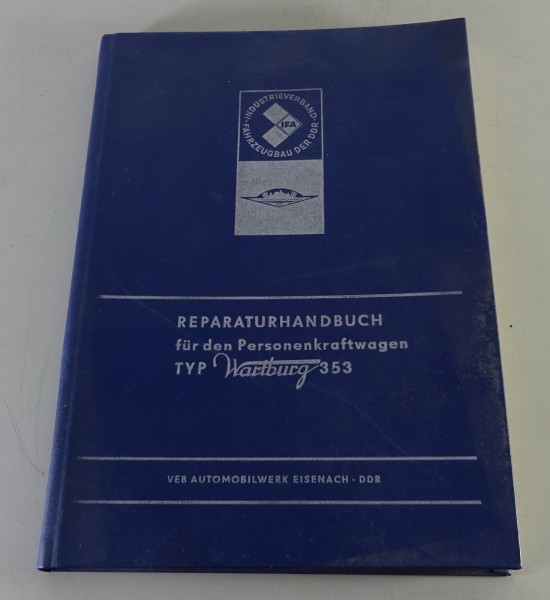 INDUSTRIEVERBAND
FAHRZEUGBAU DER DDR
IFA
REPARATURHANDBUCH
für den Personenkraftwagen
TYP Wartburg 353
VEB AUTOMOBILWERK EISENACH · DDR